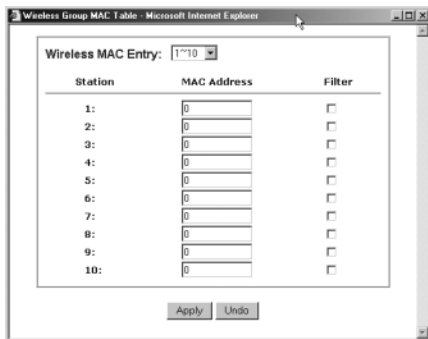 Wireless Group MAC Table - Microsoft Internet Explorer
Wireless MAC Entry: 1~10
Station MAC Address Filter
1: 0
2: 0
3: 0
4: 0
5: 0
6: 0
7: 0
8: 0
9: 0
10: 0
Apply Undo